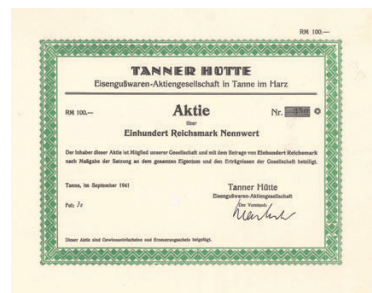 RM 100.—
TANNER HÜTTE
Eisengußwaren-Aktiengesellschaft in Tanne im Harz
RM 100.— Aktie Nr.
über
Einhundert Reichsmark Nennwert
Der Inhaber dieser Aktie ist Mitglied unserer Gesellschaft und mit dem Betrage von Einhundert Reichsmark
nach Maßgabe der Satzung an dem gesamten Eigentum und den Erträgnissen der Gesellschaft beteiligt.
Tanne, im September 1941 Tanner Hütte
Eisengußwaren-Aktiengesellschaft
Der Vorstand:
Fol:
Dieser Aktie sind Gewinnanteilscheine und Erneuerungsschein beigefügt.